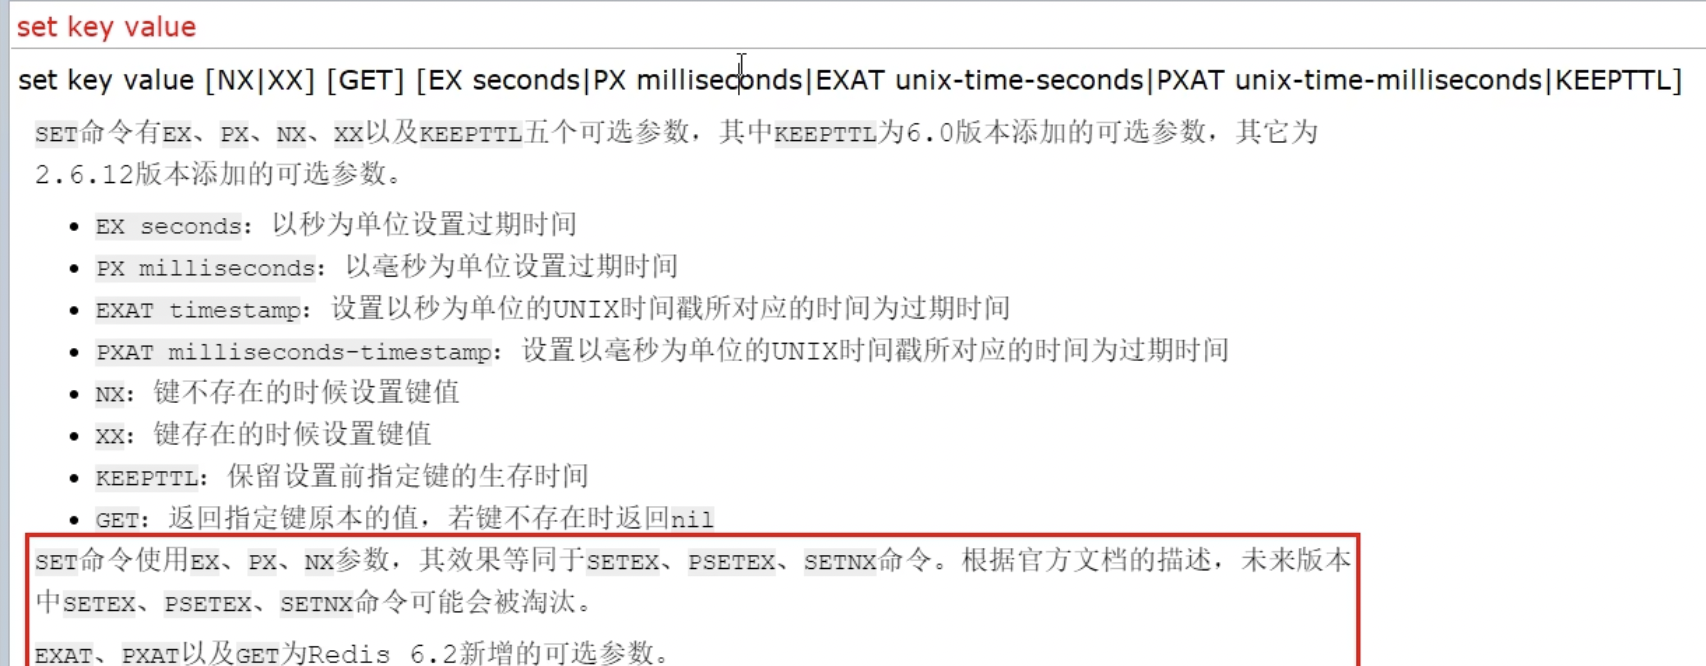 set key value
set key value [NX|XX] [GET] [EX seconds|PX milliseconds|EXAT unix-time-seconds|PXAT unix-time-milliseconds|KEEPTTL]
SET命令有EX、PX、NX、XX以及KEEPTTL五个可选参数，其中KEEPTTL为6.0版本添加的可选参数，其它为
2.6.12版本添加的可选参数。
• EX seconds：以秒为单位设置过期时间
• PX milliseconds：以毫秒为单位设置过期时间
• EXAT timestamp：设置以秒为单位的UNIX时间戳所对应的时间为过期时间
• PXAT milliseconds-timestamp：设置以毫秒为单位的UNIX时间戳所对应的时间为过期时间
• NX：键不存在的时候设置键值
• XX：键存在的时候设置键值
• KEEPTTL：保留设置前指定键的生存时间
• GET：返回指定键原本的值，若键不存在时返回nil
SET命令使用EX、PX、NX参数，其效果等同于SETEX、PSETEX、SETNX命令。根据官方文档的描述，未来版本
中SETEX、PSETEX、SETNX命令可能会被淘汰。
EXAT、PXAT以及GET为Redis 6.2新增的可选参数。